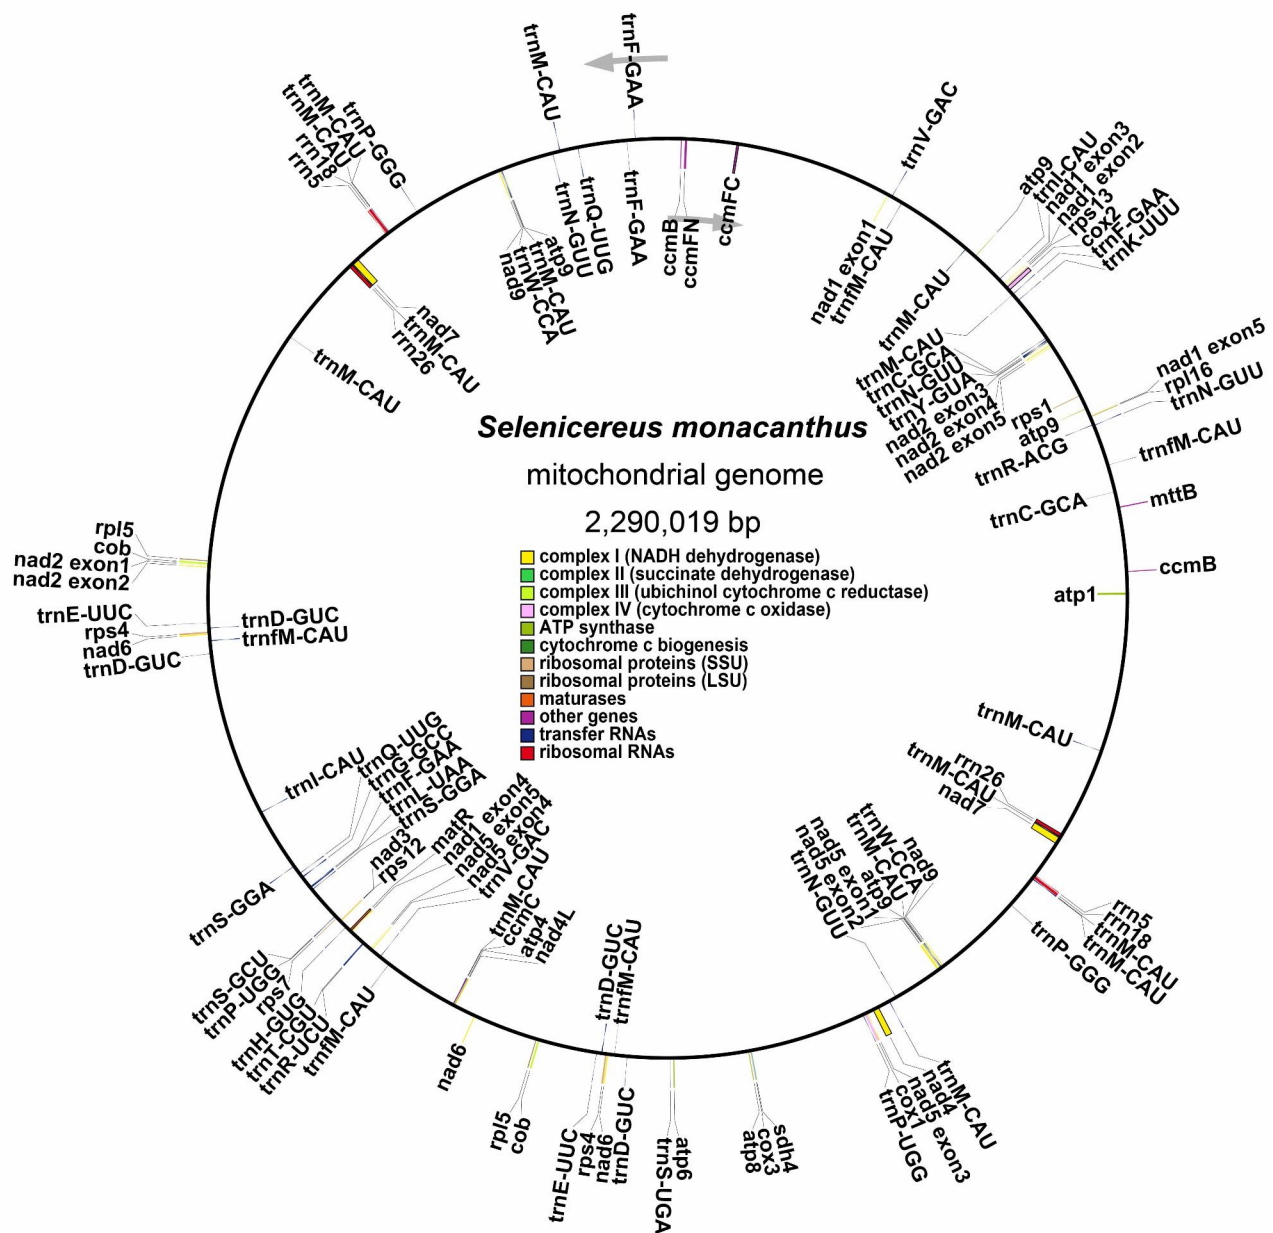 Selenicereus monacanthus
mitochondrial genome
2,290,019 bp
complex I (NADH dehydrogenase)
complex II (succinate dehydrogenase)
complex III (ubichinol cytochrome c reductase)
complex IV (cytochrome c oxidase)
ATP synthase
cytochrome c biogenesis
ribosomal proteins (SSU)
ribosomal proteins (LSU)
maturases
other genes
transfer RNAs
ribosomal RNAs
trnF-GAA
trnV-GAC
atp9
trnI-CAU
nad1 exon3
nad1 exon2
rps13
cox2
trnF-GAA
trnK-UUU
nad1 exon5
rpl16
trnN-GUU
trnfM-CAU
mttB
ccmB
rrn5
rrn18
trnM-CAU
trnM-CAU
trnP-GGG
trnM-CAU
nad4
nad5 exon3
cox1
trnP-UGG
sdh4
cox3
atp8
atp6
trnS-UGA
trnD-GUC
nad6
rps4
trnE-UUC
cob
rpl5
nad6
trnfM-CAU
trnR-UCU
trnT-CGU
trnH-GUG
rps7
trnP-UGG
trnS-GCU
trnS-GGA
trnD-GUC
nad6
rps4
trnE-UUC
nad2 exon2
nad2 exon1
cob
rpl5
rrn5
rrn18
trnM-CAU
trnM-CAU
trnP-GGG
trnM-CAU
ccmB
ccmFN
ccmFC
nad1 exon1
trnfM-CAU
trnM-CAU
trnM-CAU
trnC-GCA
trnN-GUU
trnY-GUA
nad2 exon3
nad2 exon4
nad2 exon5
rps1
atp9
trnR-ACG
trnC-GCA
atp1
trnM-CAU
rrn26
trnM-CAU
nad7
nad9
trnW-CCA
trnM-CAU
atp9
nad5 exon1
nad5 exon2
trnN-GUU
trnfM-CAU
trnD-GUC
nad4L
atp4
ccmC
trnM-CAU
trnV-GAC
nad5 exon4
nad5 exon5
nad1 exon4
matR
rps12
nad3
trnS-GGA
trnL-UAA
trnF-GAA
trnG-GCC
trnQ-UUG
trnI-CAU
trnfM-CAU
trnD-GUC
trnM-CAU
rrn26
trnM-CAU
nad7
nad9
trnW-CCA
trnM-CAU
atp9
trnN-GUU
trnQ-UUG
trnF-GAA